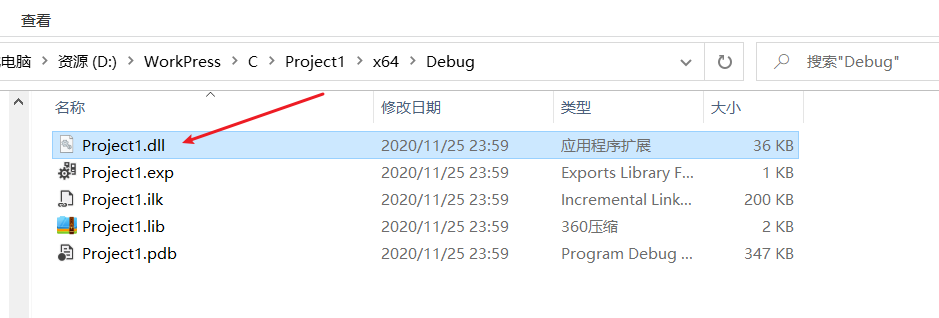 查看
电脑 > 资源 (D:) > WorkPress > C > Project1 > x64 > Debug
搜索"Debug"
名称 修改日期 类型 大小
Project1.dll 2020/11/25 23:59 应用程序扩展 36 KB
Project1.exp 2020/11/25 23:59 Exports Library F... 1 KB
Project1.ilk 2020/11/25 23:59 Incremental Link... 200 KB
Project1.lib 2020/11/25 23:59 360压缩 2 KB
Project1.pdb 2020/11/25 23:59 Program Debug ... 347 KB